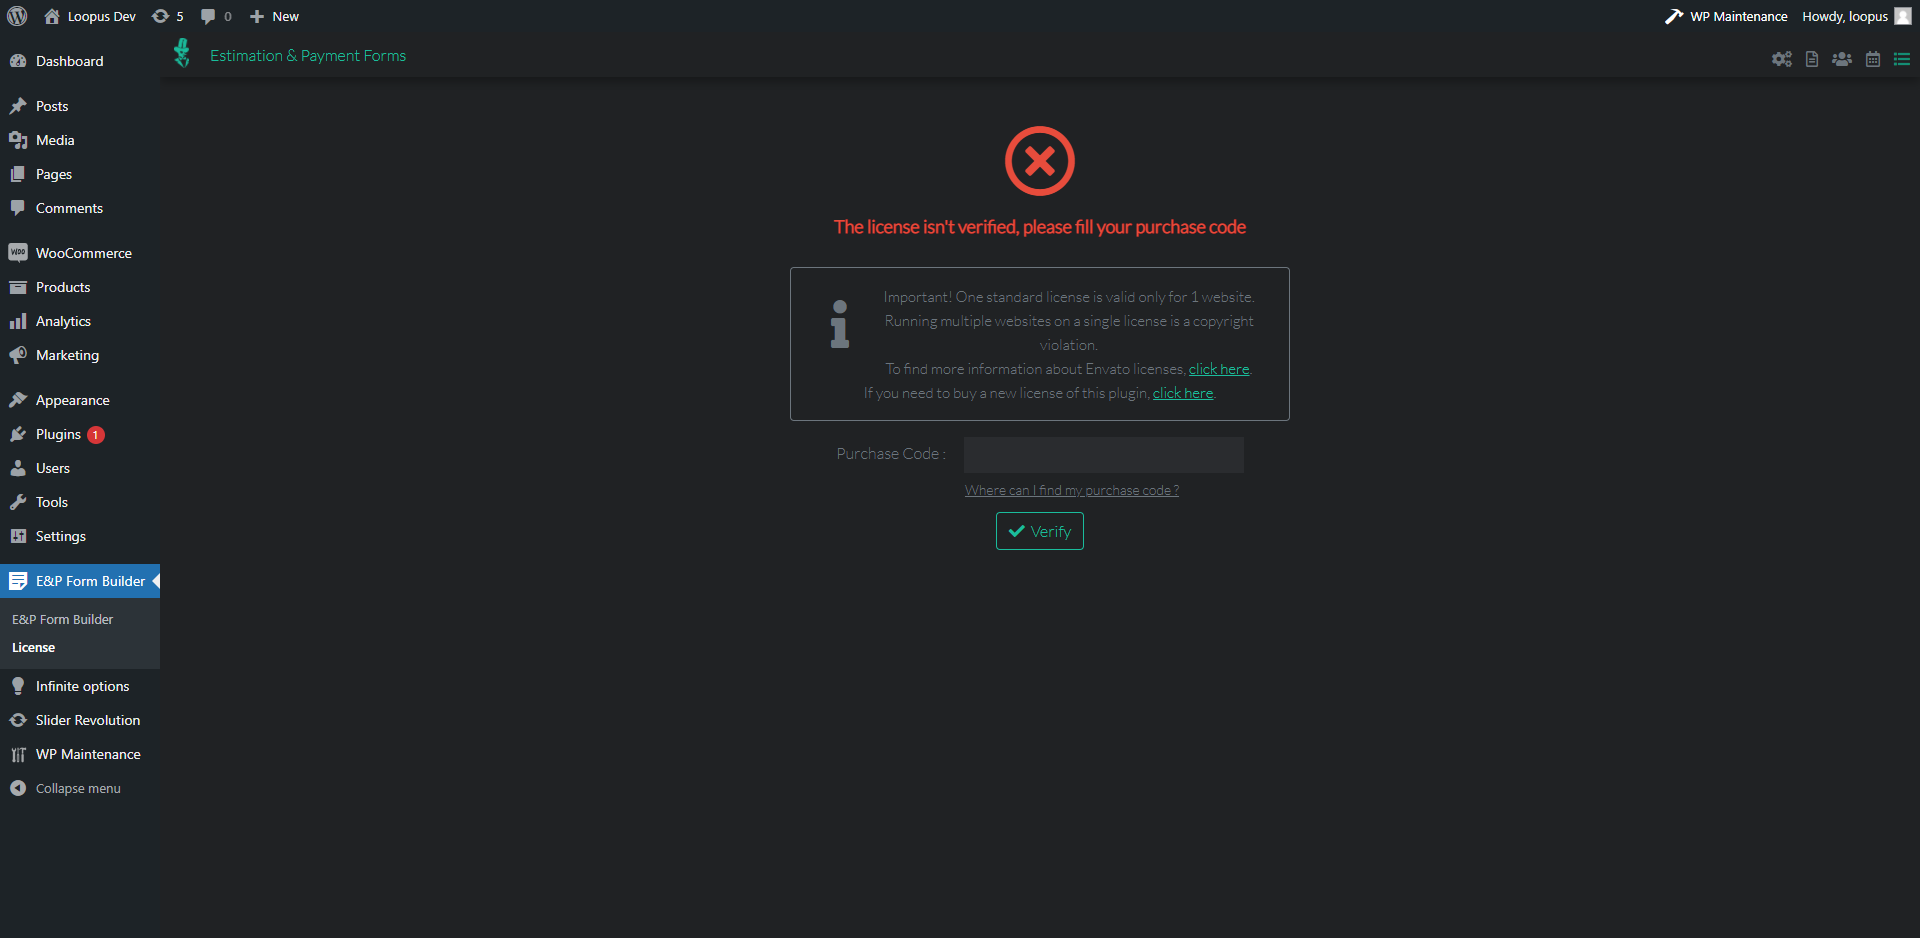 Loopus Dev 5 0 New WP Maintenance Howdy, loopus
Estimation & Payment Forms
Dashboard
Posts
Media
Pages
Comments
Woo WooCommerce
Products
Analytics
Marketing
Appearance
Plugins 1
Users
Tools
Settings
E&P Form Builder
E&P Form Builder
License
Infinite options
Slider Revolution
WP Maintenance
Collapse menu
The license isn't verified, please fill your purchase code
Important! One standard license is valid only for 1 website.
Running multiple websites on a single license is a copyright
violation.
To find more information about Envato licenses, click here.
If you need to buy a new license of this plugin, click here.
Purchase Code :
Where can I find my purchase code ?
Verify